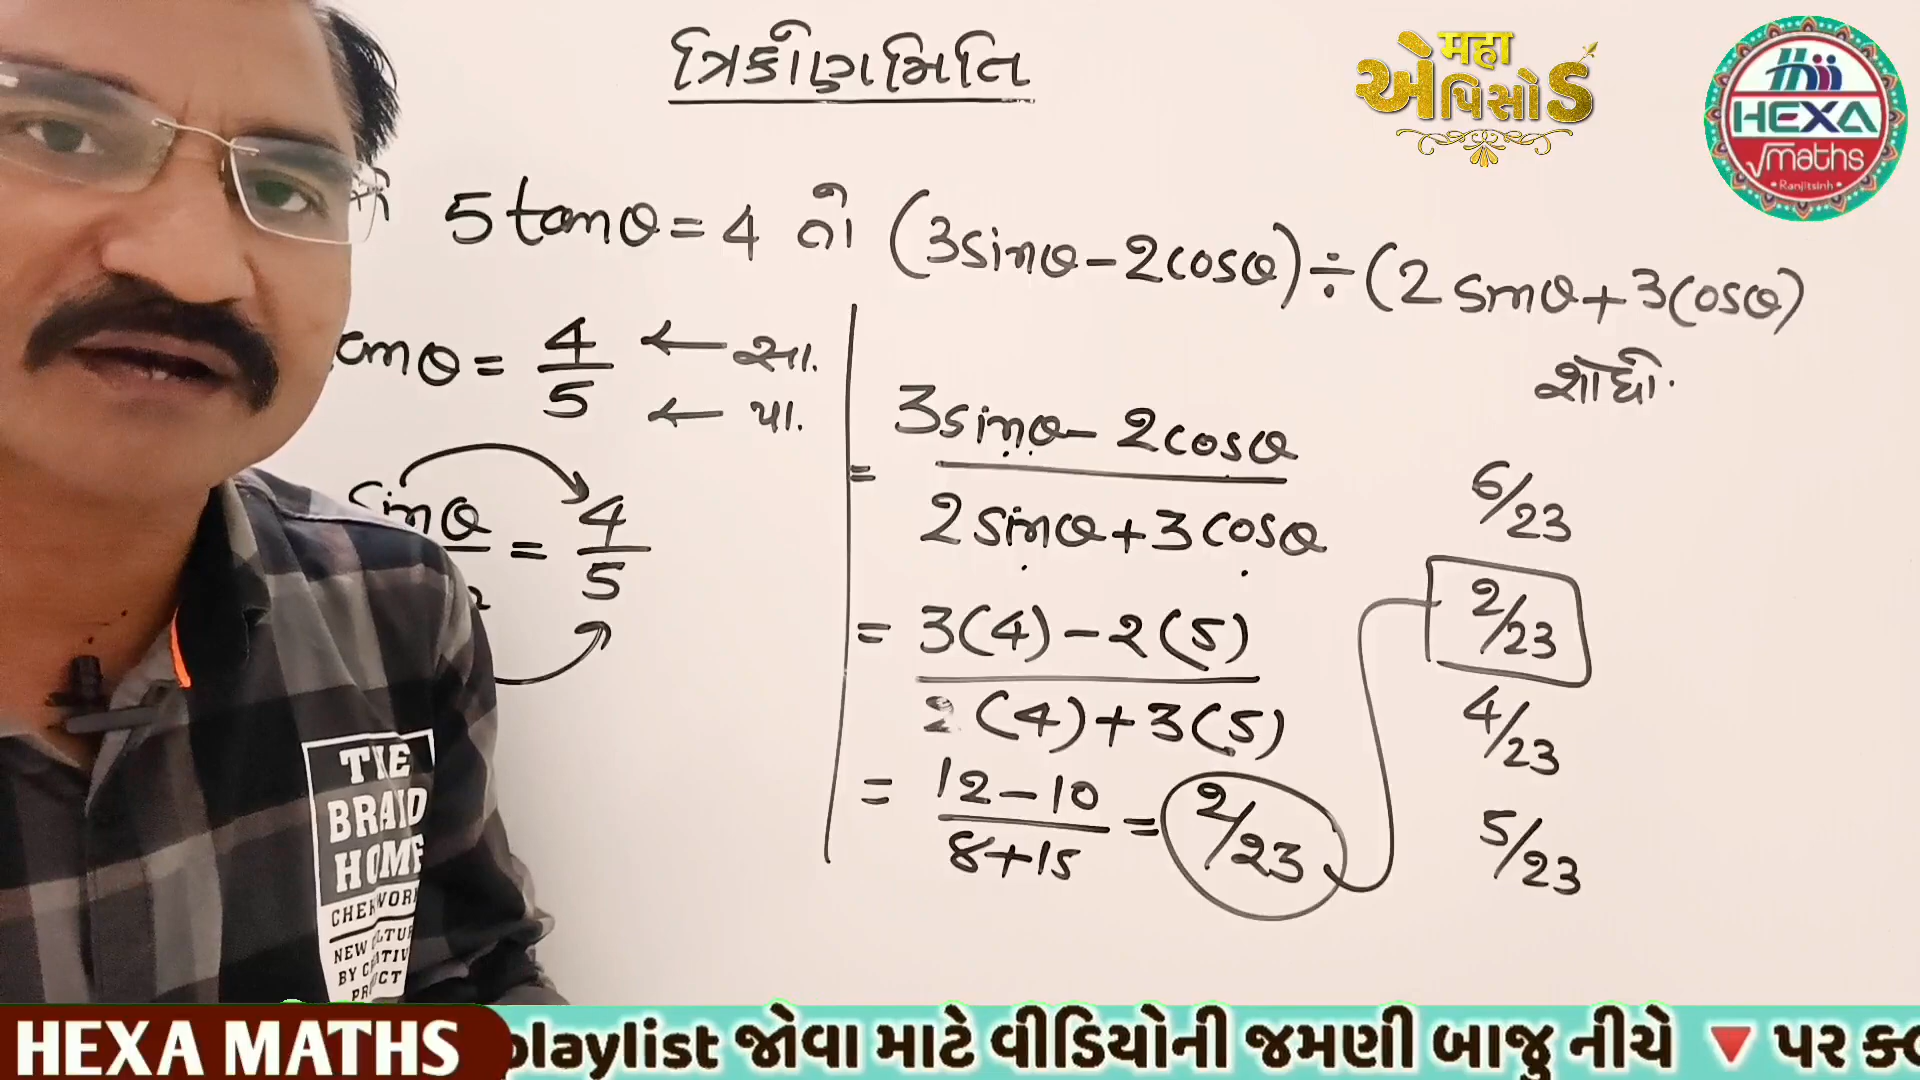 ત્રિકોણમિતિ
મહા
એપિસોડ
HEXA
√maths
Ranjitsinh
5tanθ = 4 તો (3sinθ - 2cosθ) ÷ (2sinθ + 3cosθ)
શોધો.
tanθ = 4/5 ← સા.
← પા.
sinθ = 4/5
= 3sinθ - 2cosθ
2sinθ + 3cosθ
= 3(4) - 2(5)
2(4) + 3(5)
= 12 - 10
8 + 15
= 2/23
6/23
2/23
4/23
5/23
THE
BRAND
HOME
NEW
BY
HEXA MATHS
playlist જોવા માટે વીડિયોની જમણી બાજુ નીચે 🔻 પર